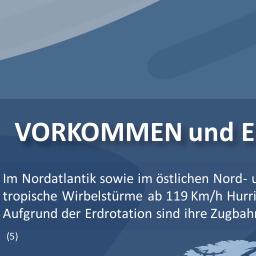 VORKOMMEN und E
Im Nordatlantik sowie im östlichen Nord- u
tropische Wirbelstürme ab 119 Km/h Hurri
Aufgrund der Erdrotation sind ihre Zugbahn
(5)